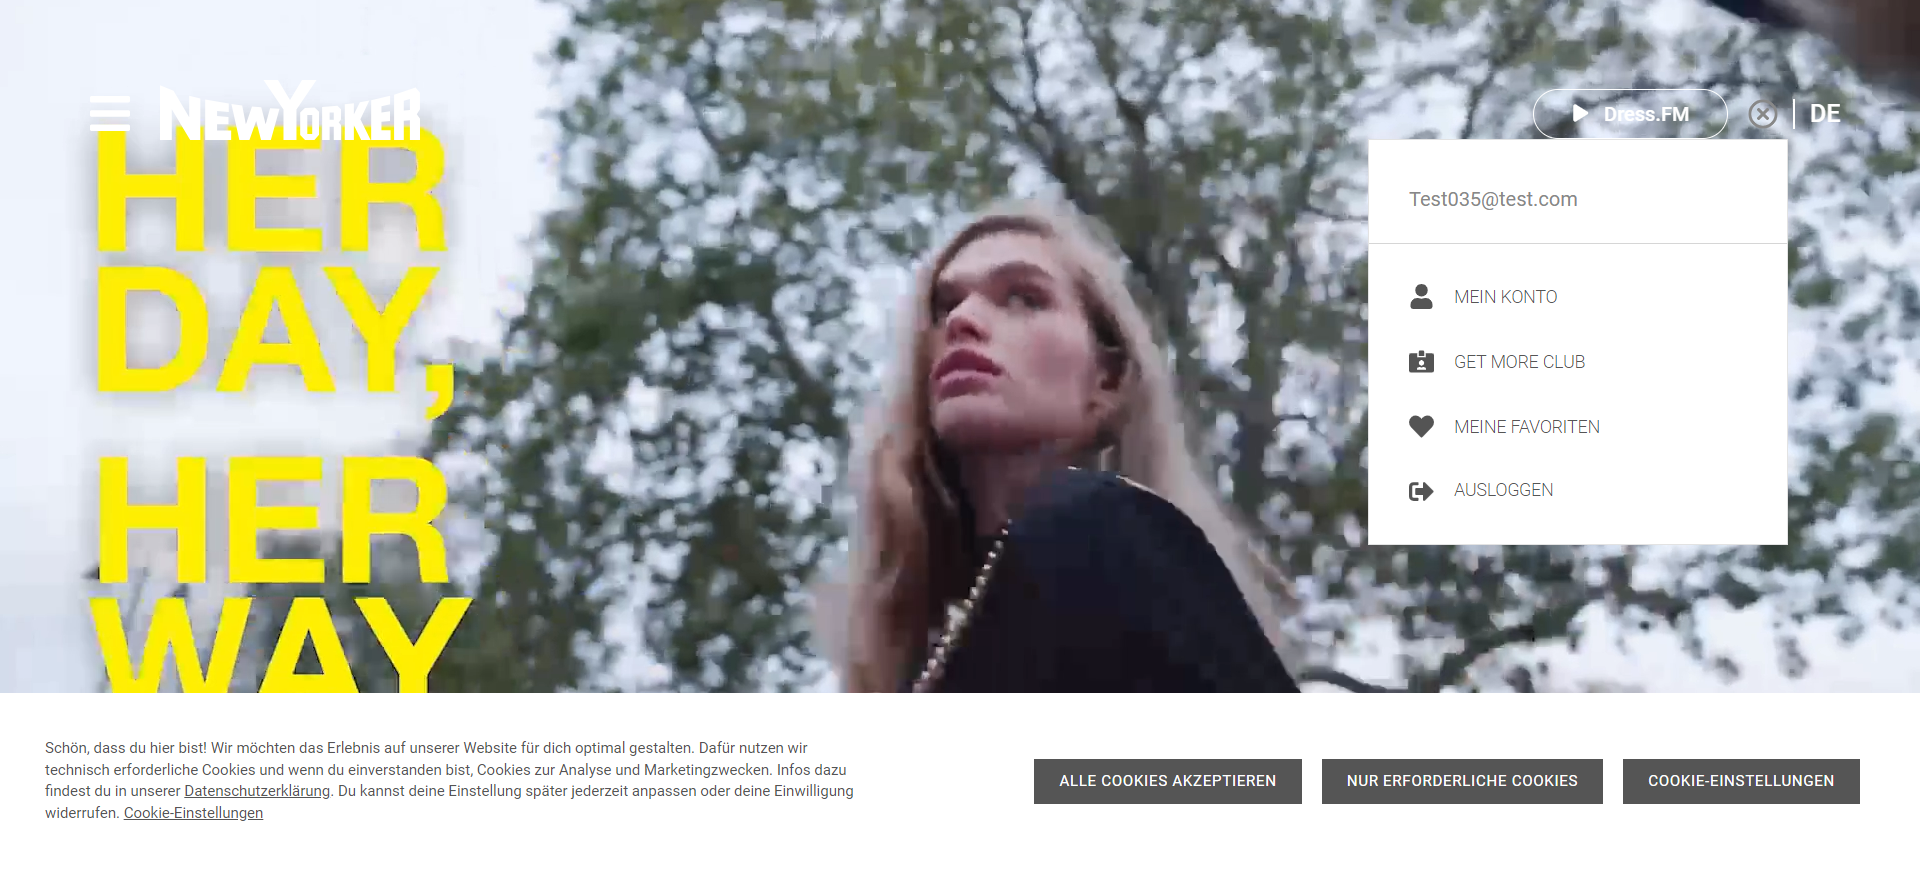 NEWYORKER
Dress.FM
DE
HER
DAY,
HER
WAY
Test035@test.com
MEIN KONTO
GET MORE CLUB
MEINE FAVORITEN
AUSLOGGEN
Schön, dass du hier bist! Wir möchten das Erlebnis auf unserer Website für dich optimal gestalten. Dafür nutzen wir
technisch erforderliche Cookies und wenn du einverstanden bist, Cookies zur Analyse und Marketingzwecken. Infos dazu
findest du in unserer Datenschutzerklärung. Du kannst deine Einstellung später jederzeit anpassen oder deine Einwilligung
widerrufen. Cookie-Einstellungen
ALLE COOKIES AKZEPTIEREN
NUR ERFORDERLICHE COOKIES
COOKIE-EINSTELLUNGEN